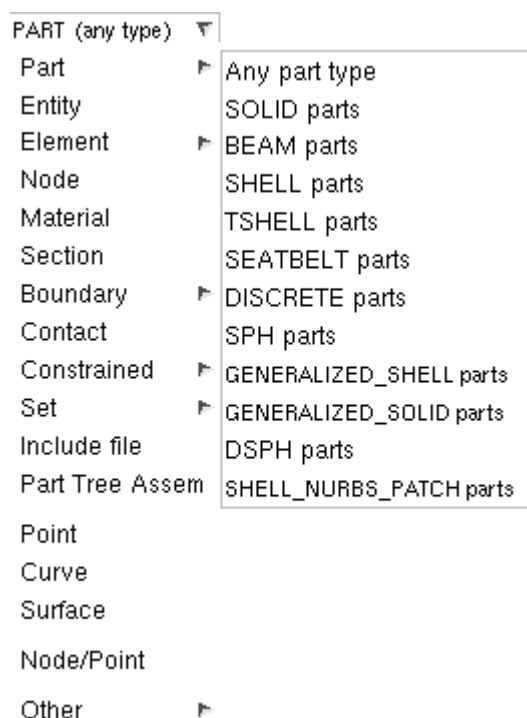 PART (any type)
Part
Entity
Element
Node
Material
Section
Boundary
Contact
Constrained
Set
Include file
Part Tree Assem
Point
Curve
Surface
Node/Point
Other
Any part type
SOLID parts
BEAM parts
SHELL parts
TSHELL parts
SEATBELT parts
DISCRETE parts
SPH parts
GENERALIZED_SHELL parts
GENERALIZED_SOLID parts
DSPH parts
SHELL_NURBS_PATCH parts